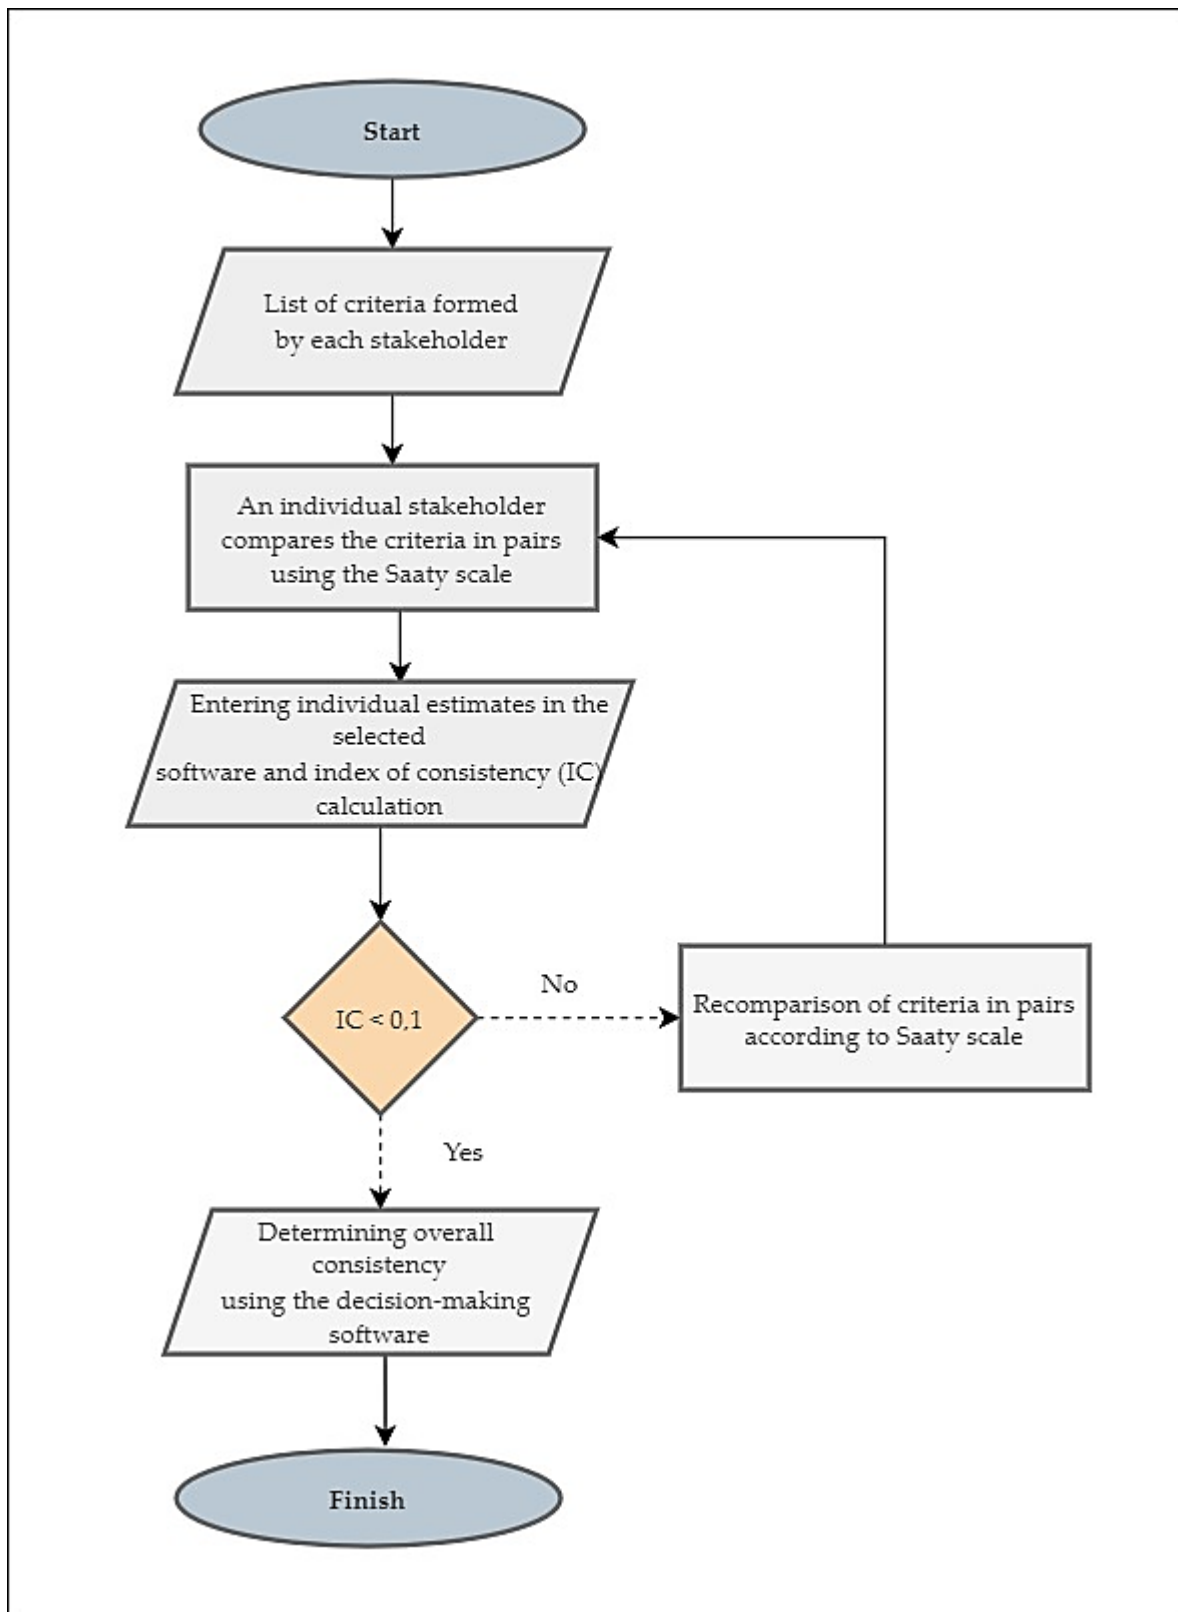 Start
List of criteria formed
by each stakeholder
An individual stakeholder
compares the criteria in pairs
using the Saaty scale
Entering individual estimates in the
selected
software and index of consistency (IC)
calculation
IC < 0,1
No
Recomparison of criteria in pairs
according to Saaty scale
Yes
Determining overall
consistency
using the decision-making
software
Finish